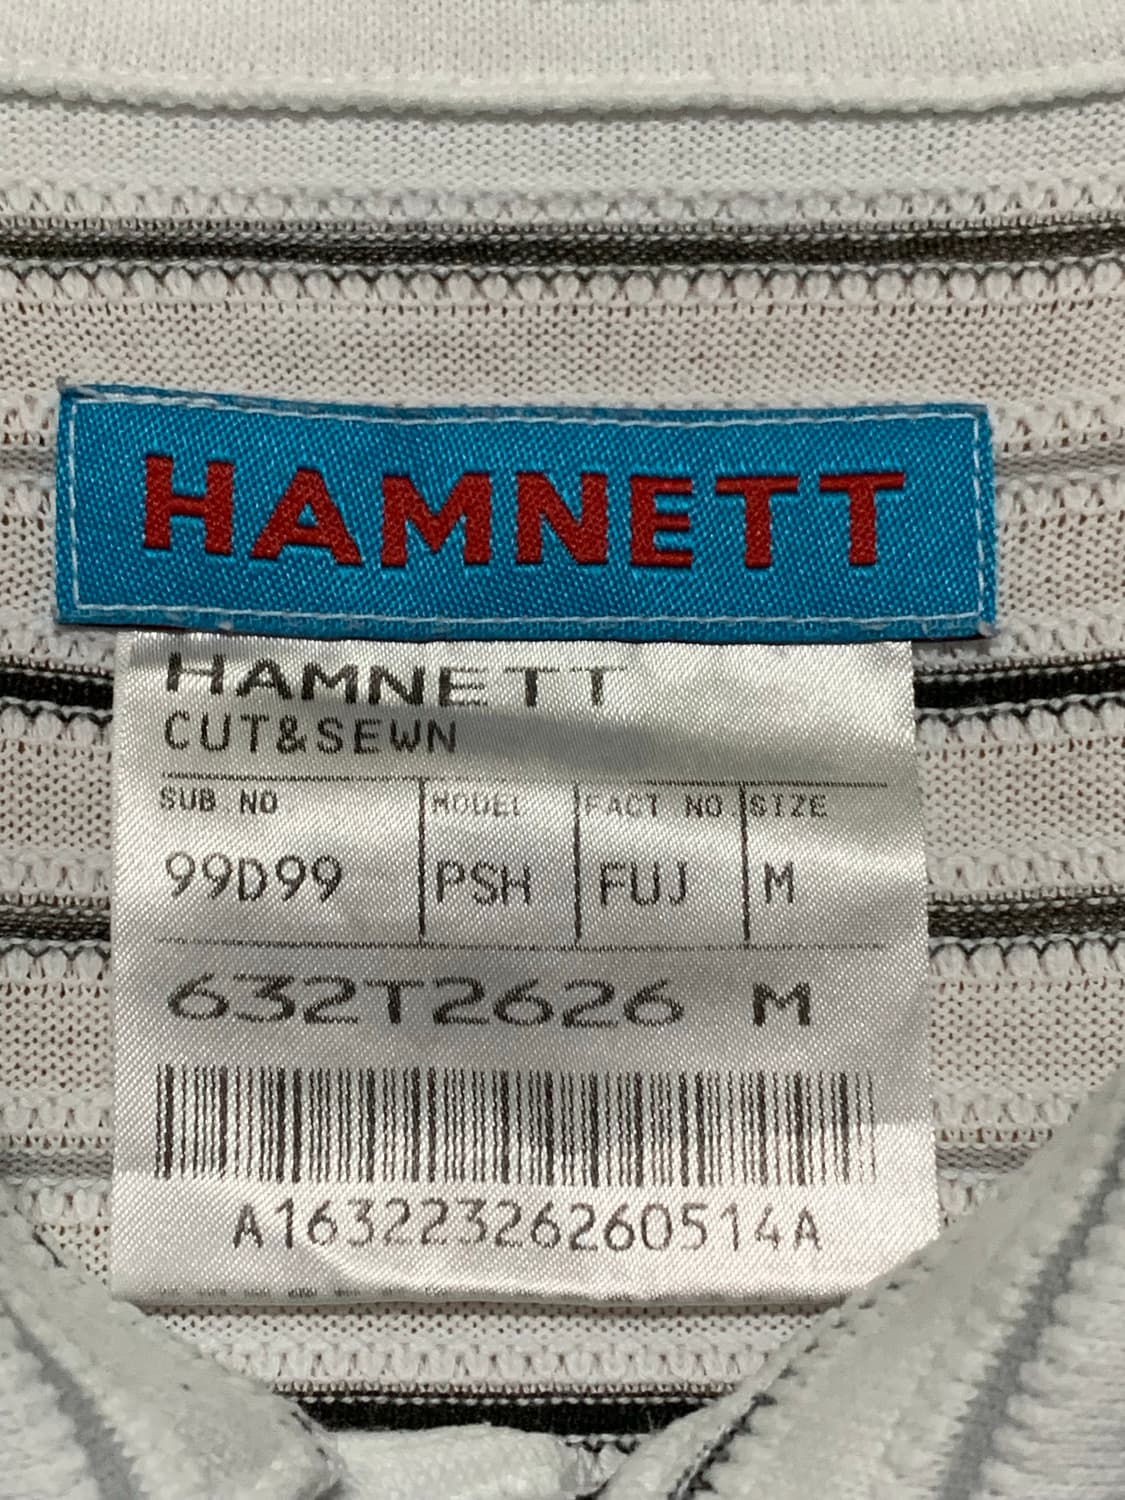 HAMNETT
HAMNETT
CUT&SEWN
SUB NO MODEL FACT NO. SIZE
99D99 PSH FUJ M
632T2626 M
A16322326260514A